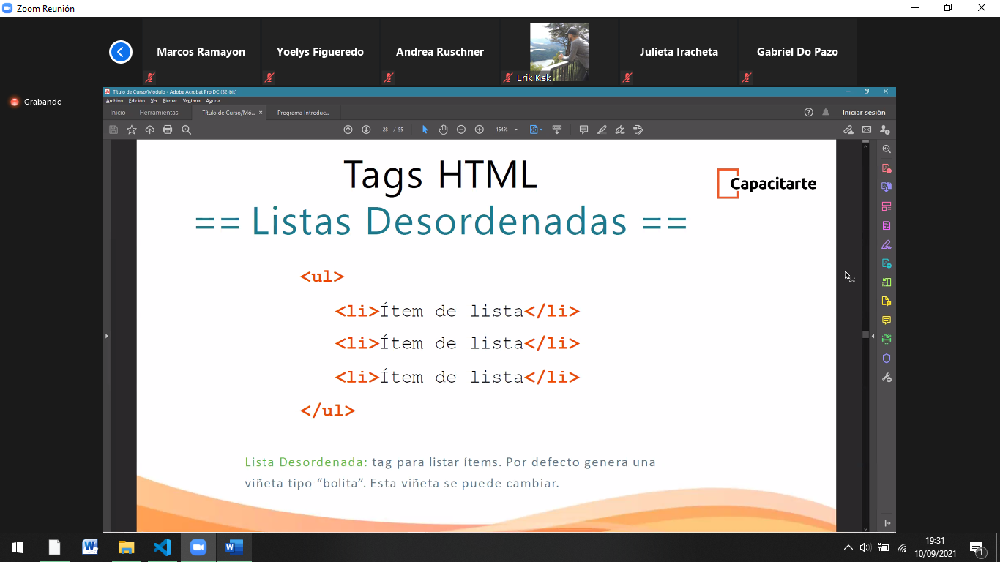 Zoom Reunión
Marcos Ramayon
Yoelys Figueredo
Andrea Ruschner
Erik Kek
Julieta Iracheta
Gabriel Do Pazo
Grabando
Título de Curso/Módulo - Adobe Acrobat Pro DC (32-bit)
Archivo Edición Ver Firmar Ventana Ayuda
Inicio Herramientas Título de Curso/Mó... × Programa Introduc... Iniciar sesión
28 / 55 154%
Tags HTML
Capacitarte
== Listas Desordenadas ==
<ul>
<li>Ítem de lista</li>
<li>Ítem de lista</li>
<li>Ítem de lista</li>
</ul>
Lista Desordenada: tag para listar ítems. Por defecto genera una
viñeta tipo “bolita”. Esta viñeta se puede cambiar.
19:31
10/09/2021
1